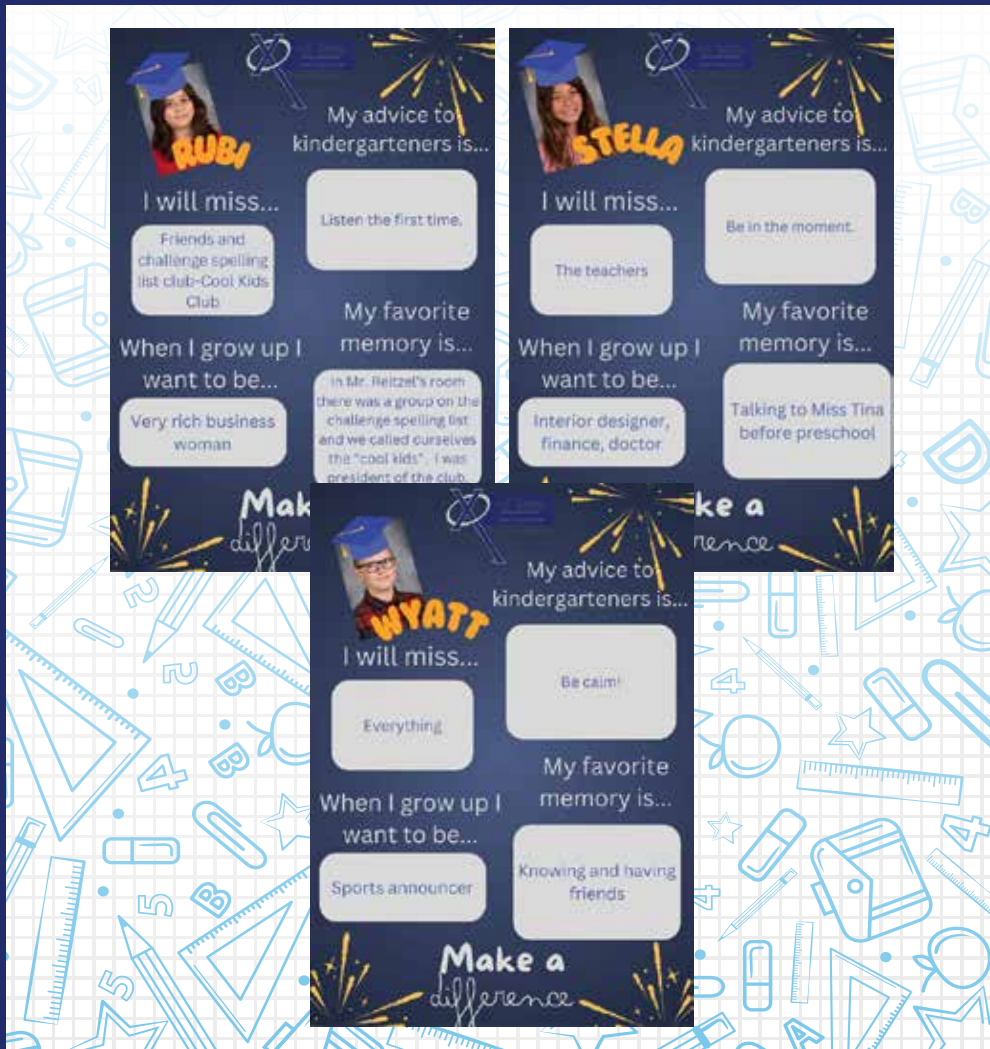 RUBI
My advice to
kindergarteners is...
I will miss...
Listen the first time.
Friends and
challenge spelling
list club-Cool Kids
Club
My favorite
memory is...
When I grow up I
want to be...
In Mr. Reitzel's room
there was a group on the
challenge spelling list
and we called ourselves
the "cool kids". I was
president of the club.
Very rich business
woman
Mak
differ
STELLA
My advice to
kindergarteners is...
I will miss...
Be in the moment.
The teachers
My favorite
memory is...
When I grow up I
want to be...
Talking to Miss Tina
before preschool
Interior designer,
finance, doctor
ke a
rence
WYATT
My advice to
kindergarteners is...
I will miss...
Be calm!
Everything
My favorite
memory is...
When I grow up I
want to be...
Knowing and having
friends
Sports announcer
Make a
difference